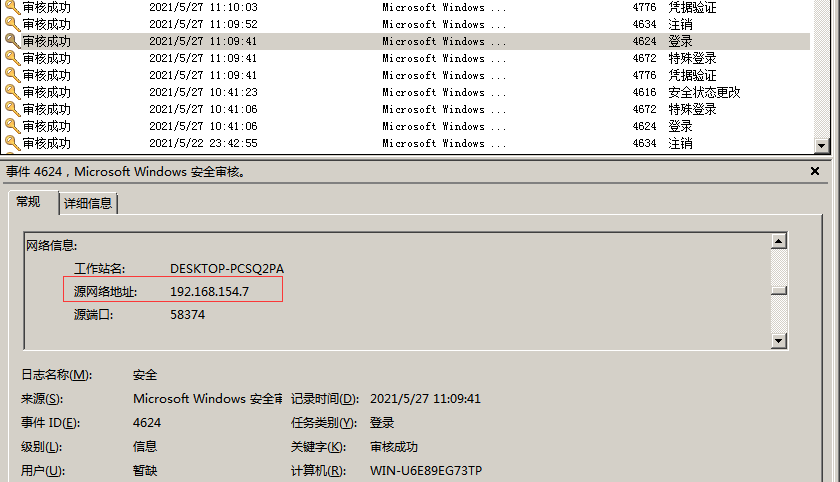 审核成功 2021/5/27 11:10:03 Microsoft Windows ... 4776 凭据验证
审核成功 2021/5/27 11:09:52 Microsoft Windows ... 4634 注销
审核成功 2021/5/27 11:09:41 Microsoft Windows ... 4624 登录
审核成功 2021/5/27 11:09:41 Microsoft Windows ... 4672 特殊登录
审核成功 2021/5/27 11:09:41 Microsoft Windows ... 4776 凭据验证
审核成功 2021/5/27 10:41:23 Microsoft Windows ... 4616 安全状态更改
审核成功 2021/5/27 10:41:06 Microsoft Windows ... 4672 特殊登录
审核成功 2021/5/27 10:41:06 Microsoft Windows ... 4624 登录
审核成功 2021/5/22 23:42:55 Microsoft Windows ... 4634 注销
事件 4624，Microsoft Windows 安全审核。
常规 详细信息
网络信息:
工作站名: DESKTOP-PCSQ2PA
源网络地址: 192.168.154.7
源端口: 58374
日志名称(M): 安全
来源(S): Microsoft Windows 安全审 记录时间(D): 2021/5/27 11:09:41
事件 ID(E): 4624 任务类别(Y): 登录
级别(L): 信息 关键字(K): 审核成功
用户(U): 暂缺 计算机(R): WIN-U6E89EG73TP